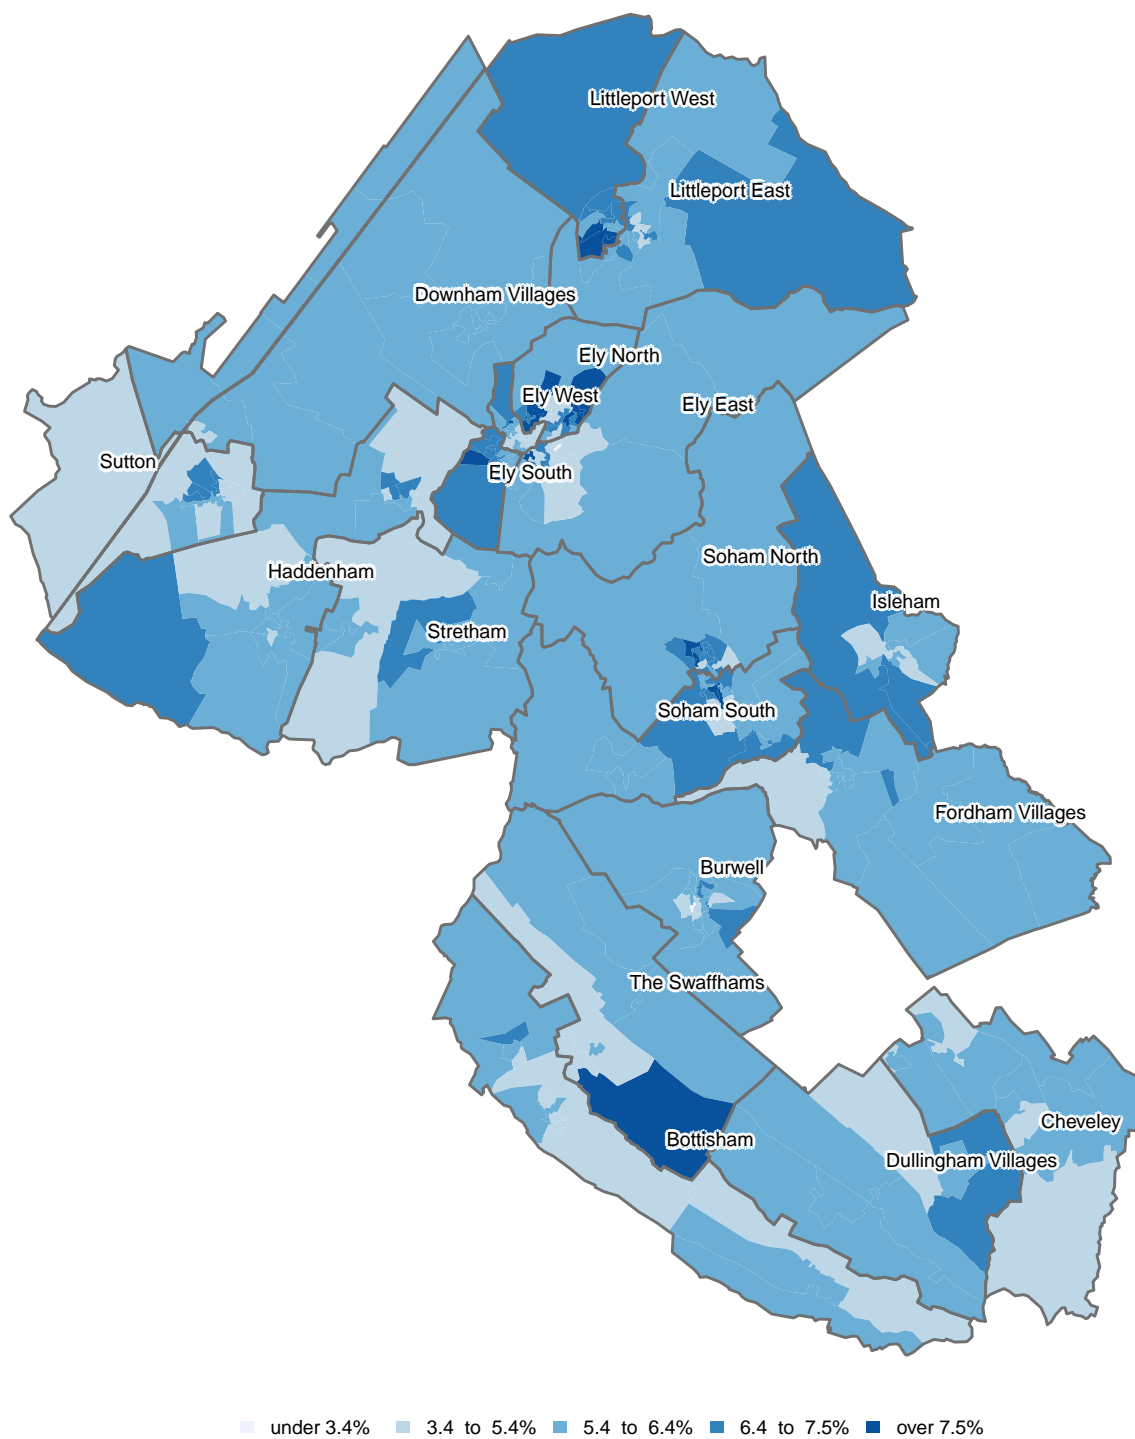 Littleport West
Littleport East
Downham Villages
Ely North
Ely West
Ely East
Sutton
Ely South
Soham North
Haddenham
Isleham
Stretham
Soham South
Fordham Villages
Burwell
The Swaffhams
Cheveley
Bottisham
Dullingham Villages
under 3.4% 3.4 to 5.4% 5.4 to 6.4% 6.4 to 7.5% over 7.5%